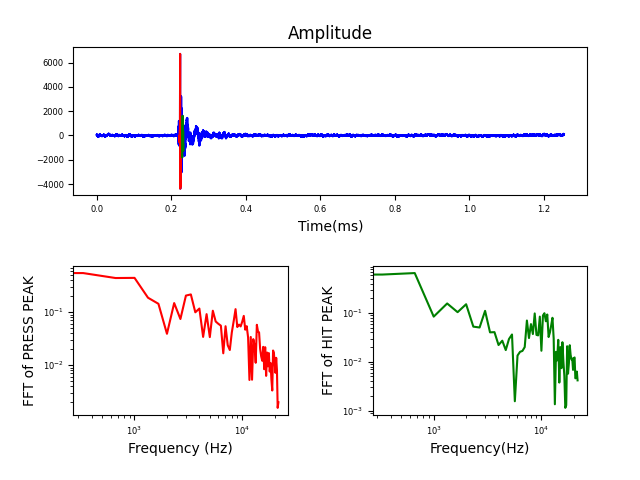 Amplitude
6000
4000
2000
0
−2000
−4000
0.0 0.2 0.4 0.6 0.8 1.0 1.2
Time(ms)
FFT of PRESS PEAK
10⁻¹
10⁻²
10³ 10⁴
Frequency (Hz)
FFT of HIT PEAK
10⁻¹
10⁻²
10⁻³
10³ 10⁴
Frequency(Hz)